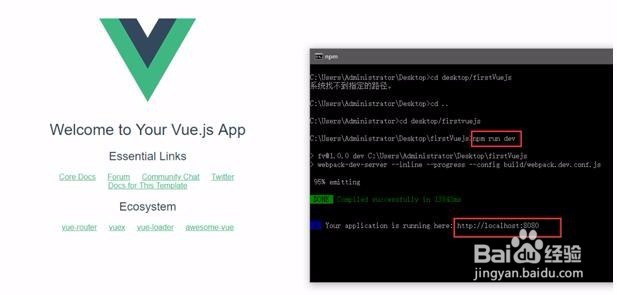 Welcome to Your Vue.js App
Essential Links
Core Docs Forum Community Chat Twitter
Docs for This Template
Ecosystem
vue-router vuex vue-loader awesome-vue
npm
C:\Users\Administrator\Desktop>cd desktop/firstVuejs
系统找不到指定的路径。
C:\Users\Administrator\Desktop>cd ..
C:\Users\Administrator>cd desktop/firstvuejs
C:\Users\Administrator\Desktop\firstVuejs>npm run dev
> fv@1.0.0 dev C:\Users\Administrator\Desktop\firstVuejs
> webpack-dev-server --inline --progress --config build/webpack.dev.conf.js
95% emitting
DONE Compiled successfully in
Your application is running here: http://localhost:8080
Bai du 经验
jingyan.baidu.com